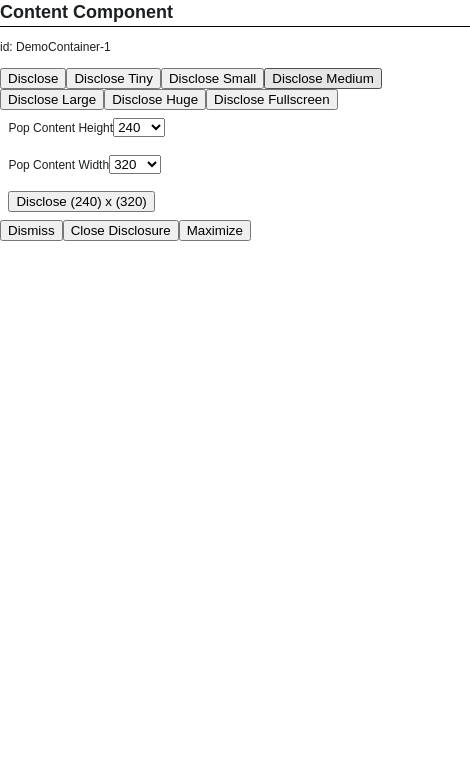 Content Component
id: DemoContainer-1
Disclose Disclose Tiny Disclose Small Disclose Medium
Disclose Large Disclose Huge Disclose Fullscreen
Pop Content Height 240
Pop Content Width 320
Disclose (240) x (320)
Dismiss Close Disclosure Maximize